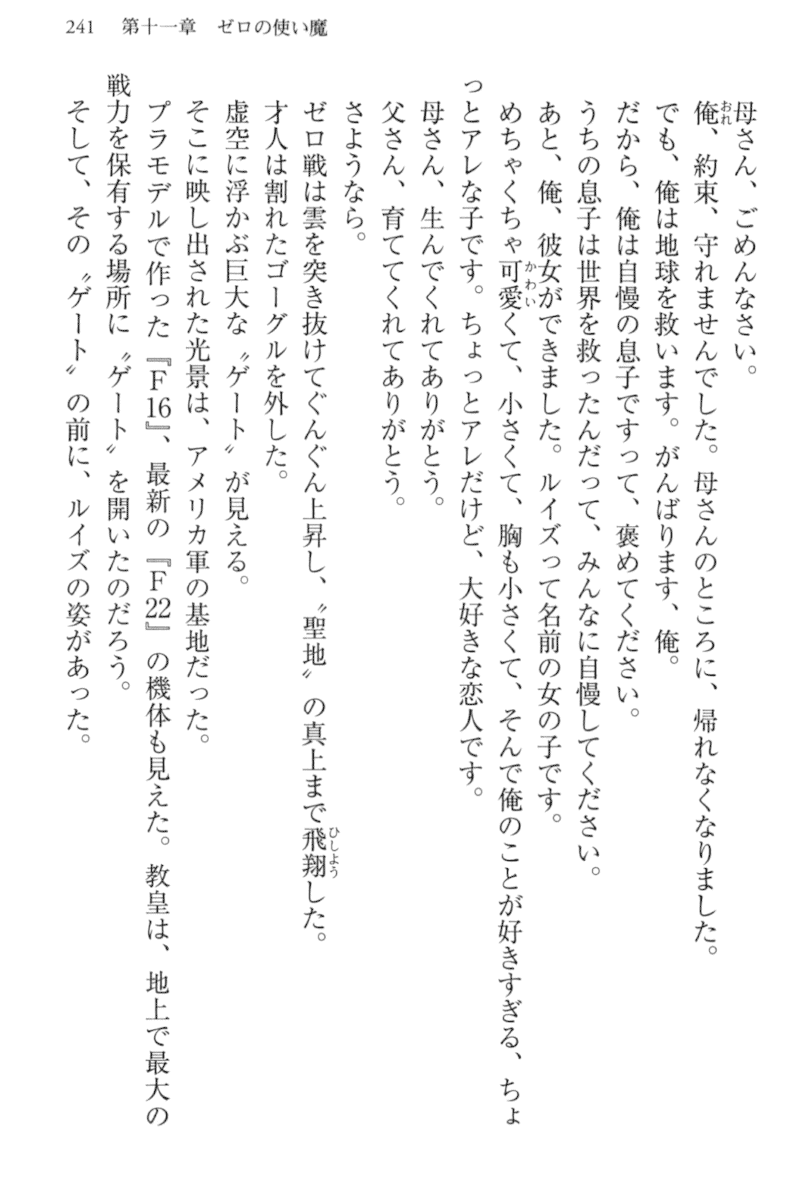 241　第十一章　ゼロの使い魔
母さん、ごめんなさい。
俺、約束、守れませんでした。母さんのところに、帰れなくなりました。
でも、俺は地球を救います。がんばります、俺。
だから、俺は自慢の息子ですって、褒めてください。
うちの息子は世界を救ったんだって、みんなに自慢してください。
あと、俺、彼女ができました。ルイズって名前の女の子です。
めちゃくちゃ可愛くて、小さくて、胸も小さくて、そんで俺のことが好きすぎる、ちょ
っとアレな子です。ちょっとアレだけど、大好きな恋人です。
母さん、生んでくれてありがとう。
父さん、育ててくれてありがとう。
さようなら。
ゼロ戦は雲を突き抜けてぐんぐん上昇し、〝聖地〟の真上まで飛翔した。
才人は割れたゴーグルを外した。
虚空に浮かぶ巨大な〝ゲート〟が見える。
そこに映し出された光景は、アメリカ軍の基地だった。
プラモデルで作った『F16』、最新の『F22』の機体も見えた。教皇は、地上で最大の
戦力を保有する場所に〝ゲート〟を開いたのだろう。
そして、その〝ゲート〟の前に、ルイズの姿があった。